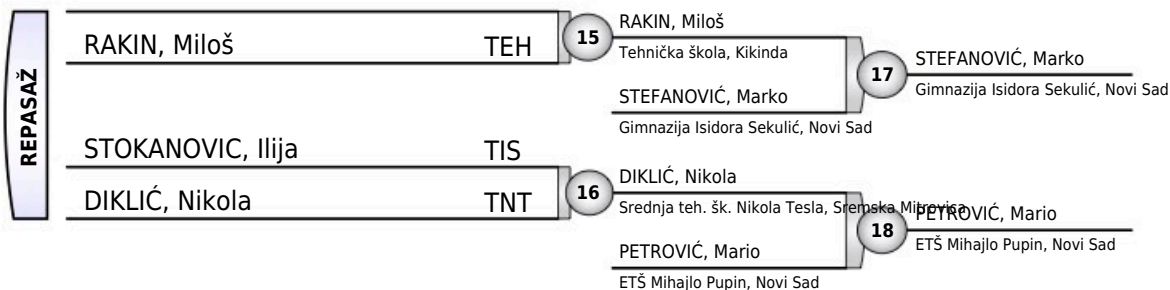 REPASAŽ
RAKIN, Miloš TEH
STOKANOVIC, Ilija TIS
DIKLIĆ, Nikola TNT
15
RAKIN, Miloš
Tehnička škola, Kikinda
STEFANOVIĆ, Marko
Gimnazija Isidora Sekulić, Novi Sad
16
DIKLIĆ, Nikola
Srednja teh. šk. Nikola Tesla, Sremska Mitrovica
PETROVIĆ, Mario
ETŠ Mihajlo Pupin, Novi Sad
17
STEFANOVIĆ, Marko
Gimnazija Isidora Sekulić, Novi Sad
18
PETROVIĆ, Mario
ETŠ Mihajlo Pupin, Novi Sad